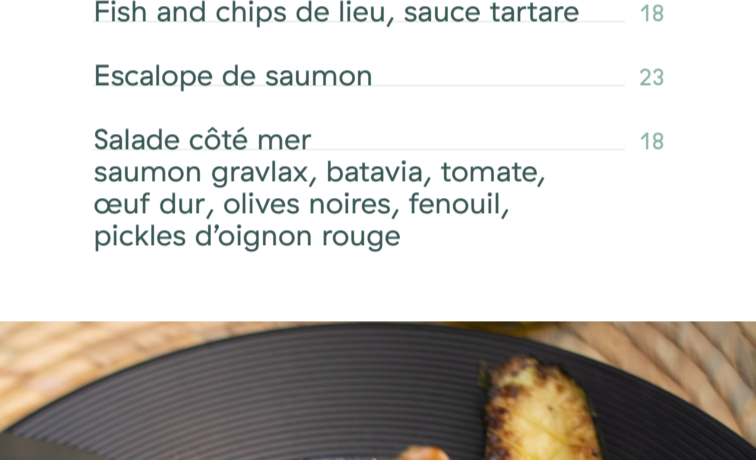 Fish and chips de lieu, sauce tartare 18
Escalope de saumon 23
Salade côté mer 18
saumon gravlax, batavia, tomate,
œuf dur, olives noires, fenouil,
pickles d’oignon rouge